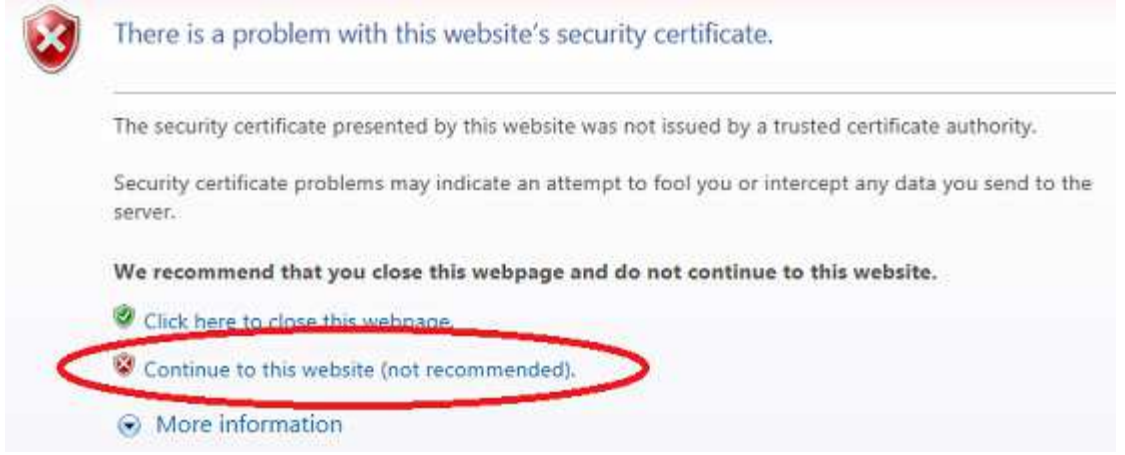 There is a problem with this website's security certificate.
The security certificate presented by this website was not issued by a trusted certificate authority.
Security certificate problems may indicate an attempt to fool you or intercept any data you send to the
server.
We recommend that you close this webpage and do not continue to this website.
Click here to close this webpage.
Continue to this website (not recommended).
More information